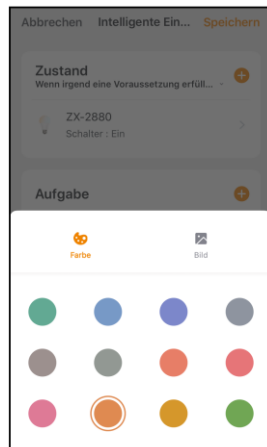 Abbrechen Intelligente Ein... Speichern
Zustand
Wenn irgend eine Voraussetzung erfüll...
ZX-2880
Schalter : Ein
Aufgabe
Farbe Bild